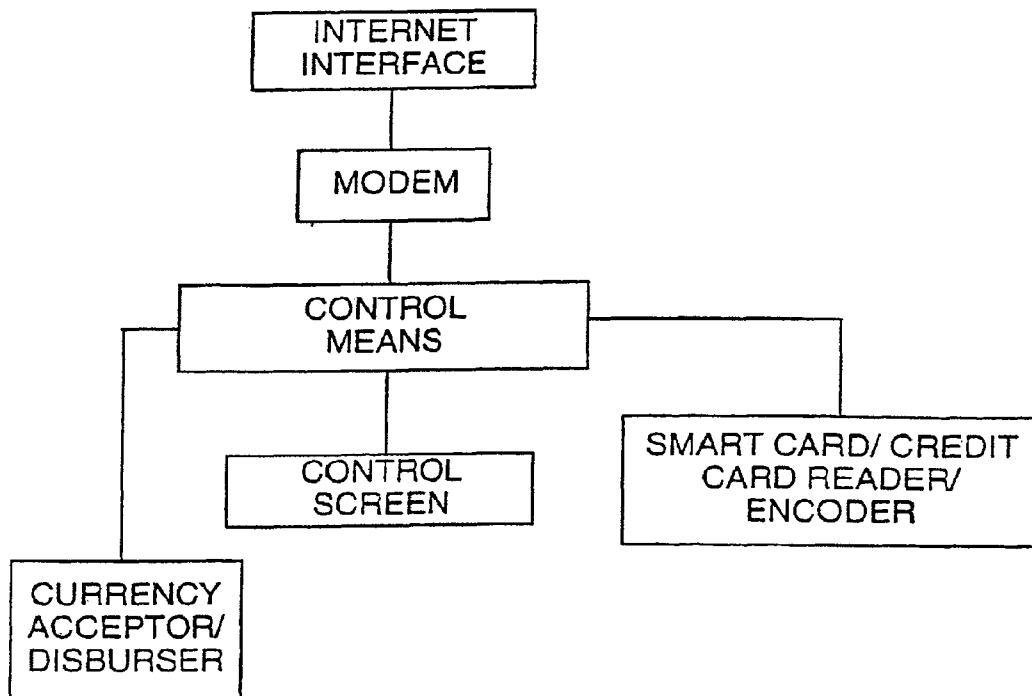 INTERNET
INTERFACE
MODEM
CONTROL
MEANS
CONTROL
SCREEN
SMART CARD/ CREDIT
CARD READER/
ENCODER
CURRENCY
ACCEPTOR/
DISBURSER